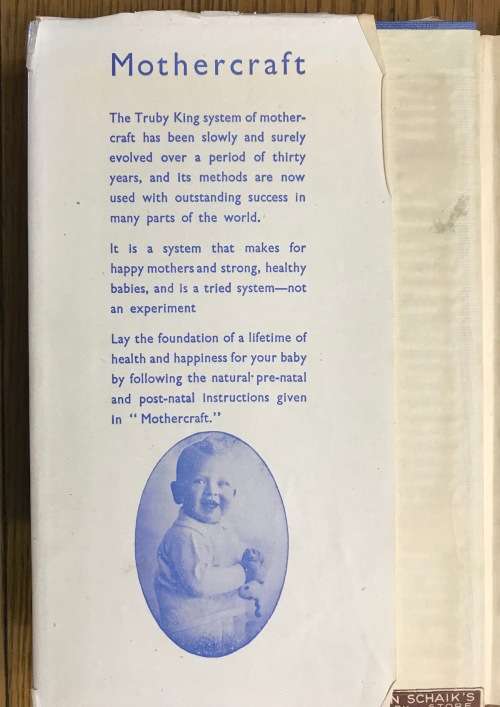 Mothercraft
The Truby King system of mother-
craft has been slowly and surely
evolved over a period of thirty
years, and its methods are now
used with outstanding success in
many parts of the world.
It is a system that makes for
happy mothers and strong, healthy
babies, and is a tried system—not
an experiment
Lay the foundation of a lifetime of
health and happiness for your baby
by following the natural pre-natal
and post-natal instructions given
in “ Mothercraft.”
N SCHAIK'S
STORE